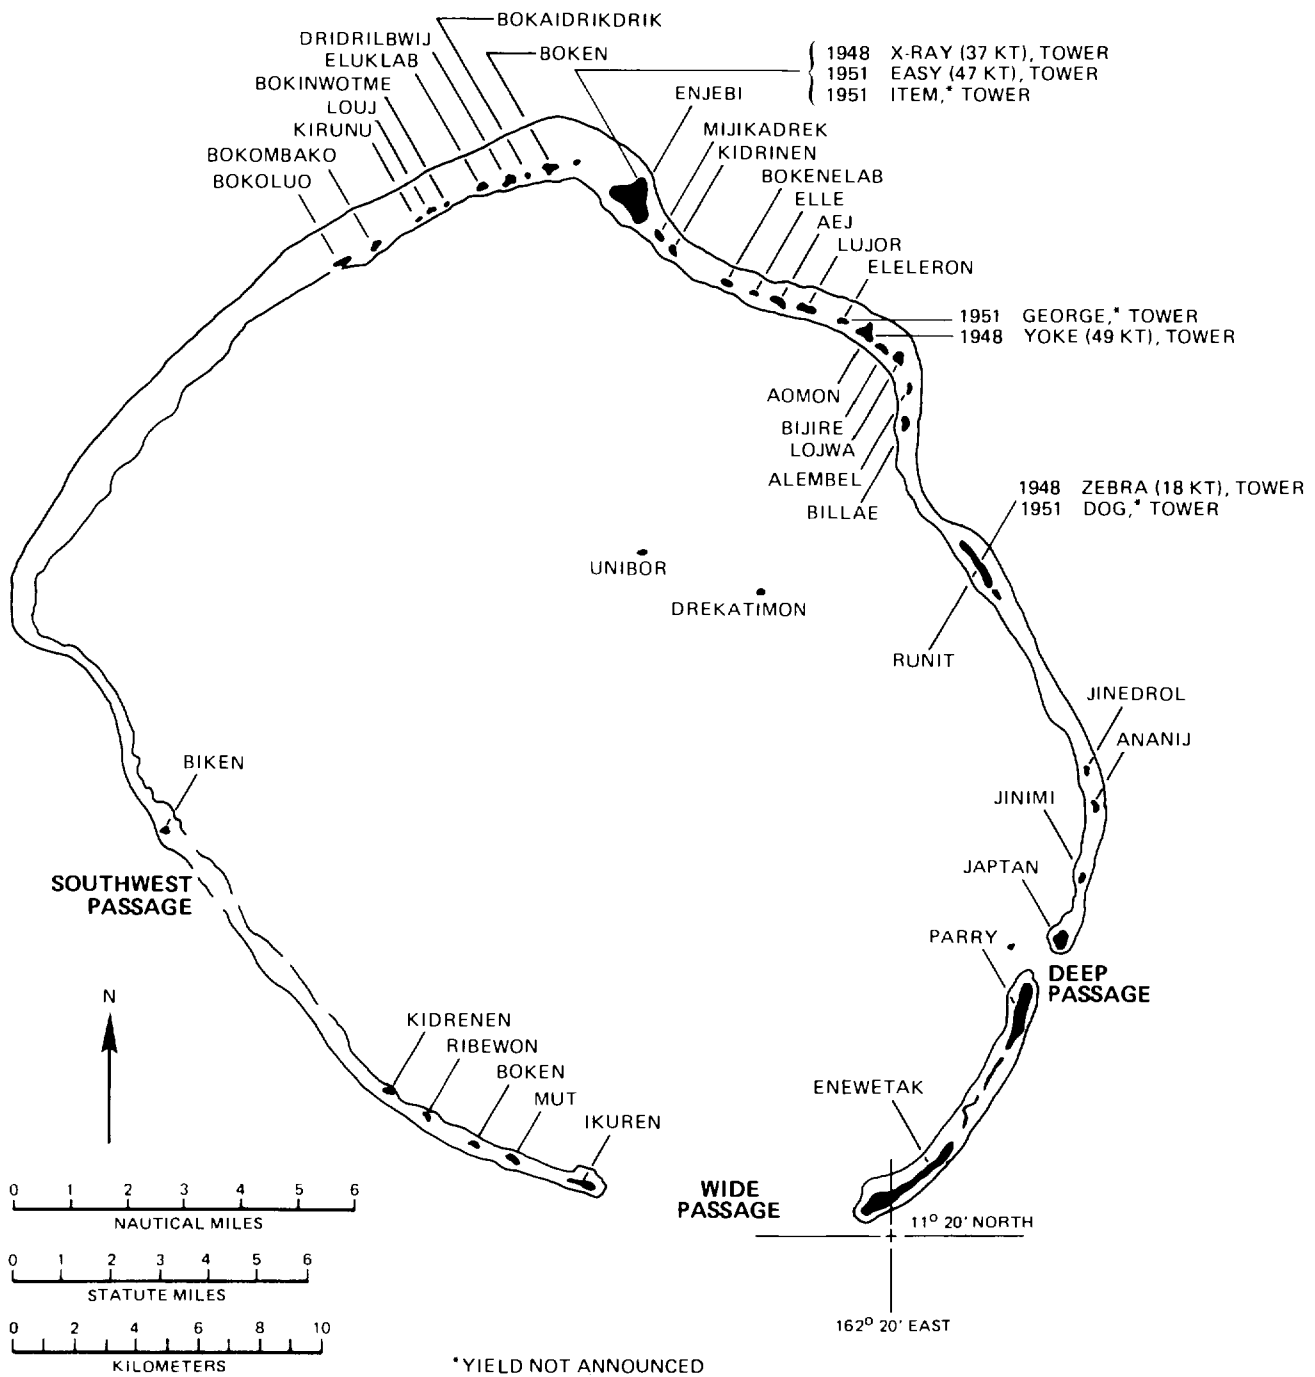 BOKAIDRIKDRIK
DRIDRILBWIJ
BOKEN
ELUKLAB
BOKINWOTME
LOUJ
KIRUNU
BOKOMBAKO
BOKOLUO
1948 X-RAY (37 KT), TOWER
1951 EASY (47 KT), TOWER
1951 ITEM,* TOWER
ENJEBI
MIJIKADREK
KIDRINEN
BOKENELAB
ELLE
AEJ
LUJOR
ELELERON
1951 GEORGE,* TOWER
1948 YOKE (49 KT), TOWER
AOMON
BIJIRE
LOJWA
ALEMBEL
BILLAE
1948 ZEBRA (18 KT), TOWER
1951 DOG,* TOWER
UNIBOR
DREKATIMON
RUNIT
JINEDROL
ANANIJ
BIKEN
JINIMI
JAPTAN
SOUTHWEST
PASSAGE
PARRY
DEEP
PASSAGE
N
KIDRENEN
RIBEWON
BOKEN
MUT
IKUREN
ENEWETAK
WIDE
PASSAGE
11° 20' NORTH
162° 20' EAST
0 1 2 3 4 5 6
NAUTICAL MILES
0 1 2 3 4 5 6
STATUTE MILES
0 2 4 6 8 10
KILOMETERS
*YIELD NOT ANNOUNCED